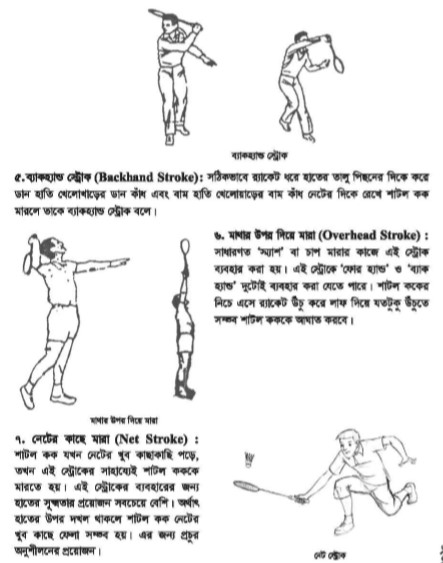 ব্যাকহ্যান্ড স্ট্রোক
৫.ব্যাকহ্যান্ড স্ট্রোক (Backhand Stroke): সঠিকভাবে র‍্যাকেট ধরে হাতের তালু পিছনের দিকে করে
ডান হাতি খেলোয়াড়ের ডান কাঁধ এবং বাম হাতি খেলোয়াড়ের বাম কাঁধ নেটের দিকে রেখে শাটল কক
মারলে তাকে ব্যাকহ্যান্ড স্ট্রোক বলে।
৬. মাথার উপর দিয়ে মারা (Overhead Stroke) :
সাধারণত 'স্ম্যাশ' বা চাপ মারার কাজে এই স্ট্রোক
ব্যবহার করা হয়। এই স্ট্রোকে 'ফোর হ্যান্ড' ও 'ব্যাক
হ্যান্ড' দুটোই ব্যবহার করা যেতে পারে। শাটল ককের
নিচে এসে র‍্যাকেট উঁচু করে লাফ দিয়ে যতটুকু উঁচুতে
সম্ভব শাটল কককে আঘাত করবে।
মাথার উপর দিয়ে মারা
৭. নেটের কাছে মারা (Net Stroke) :
শাটল কক যখন নেটের খুব কাছাকাছি পড়ে,
তখন এই স্ট্রোকের সাহায্যেই শাটল কককে
মারতে হয়। এই স্ট্রোকের ব্যবহারের জন্য
হাতের সূক্ষ্মতার প্রয়োজন সবচেয়ে বেশি। অর্থাৎ
হাতের উপর দখল থাকলে শাটল কক নেটের
খুব কাছে ফেলা সম্ভব হয়। এর জন্য প্রচুর
অনুশীলনের প্রয়োজন।
নেট স্ট্রোক